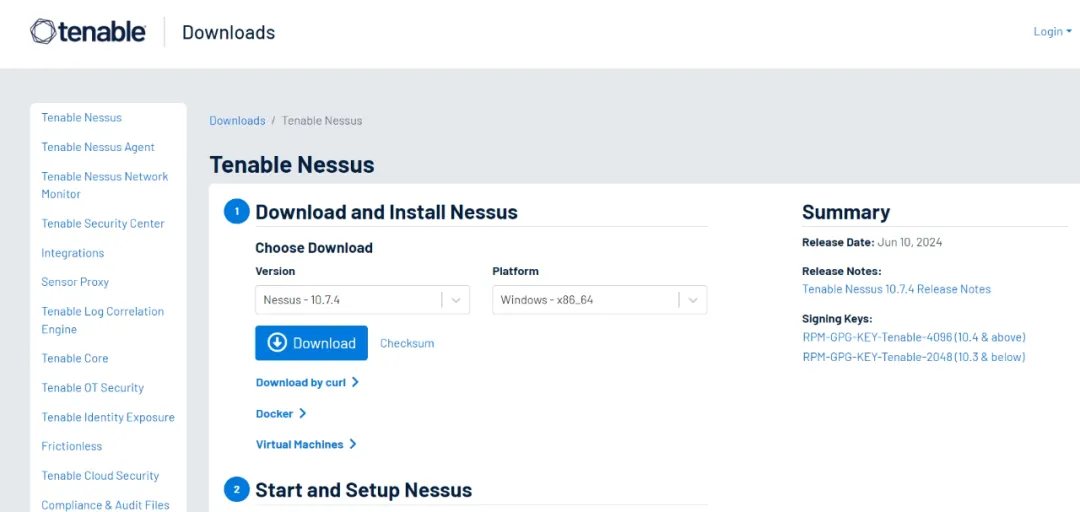 tenable
Downloads
Login
Tenable Nessus
Tenable Nessus Agent
Tenable Nessus Network
Monitor
Tenable Security Center
Integrations
Sensor Proxy
Tenable Log Correlation
Engine
Tenable Core
Tenable OT Security
Tenable Identity Exposure
Frictionless
Tenable Cloud Security
Compliance & Audit Files
Downloads / Tenable Nessus
Tenable Nessus
1 Download and Install Nessus
Choose Download
Version
Nessus - 10.7.4
Platform
Windows - x86_64
Download
Checksum
Download by curl
Docker
Virtual Machines
2 Start and Setup Nessus
Summary
Release Date: Jun 10, 2024
Release Notes:
Tenable Nessus 10.7.4 Release Notes
Signing Keys:
RPM-GPG-KEY-Tenable-4096 (10.4 & above)
RPM-GPG-KEY-Tenable-2048 (10.3 & below)